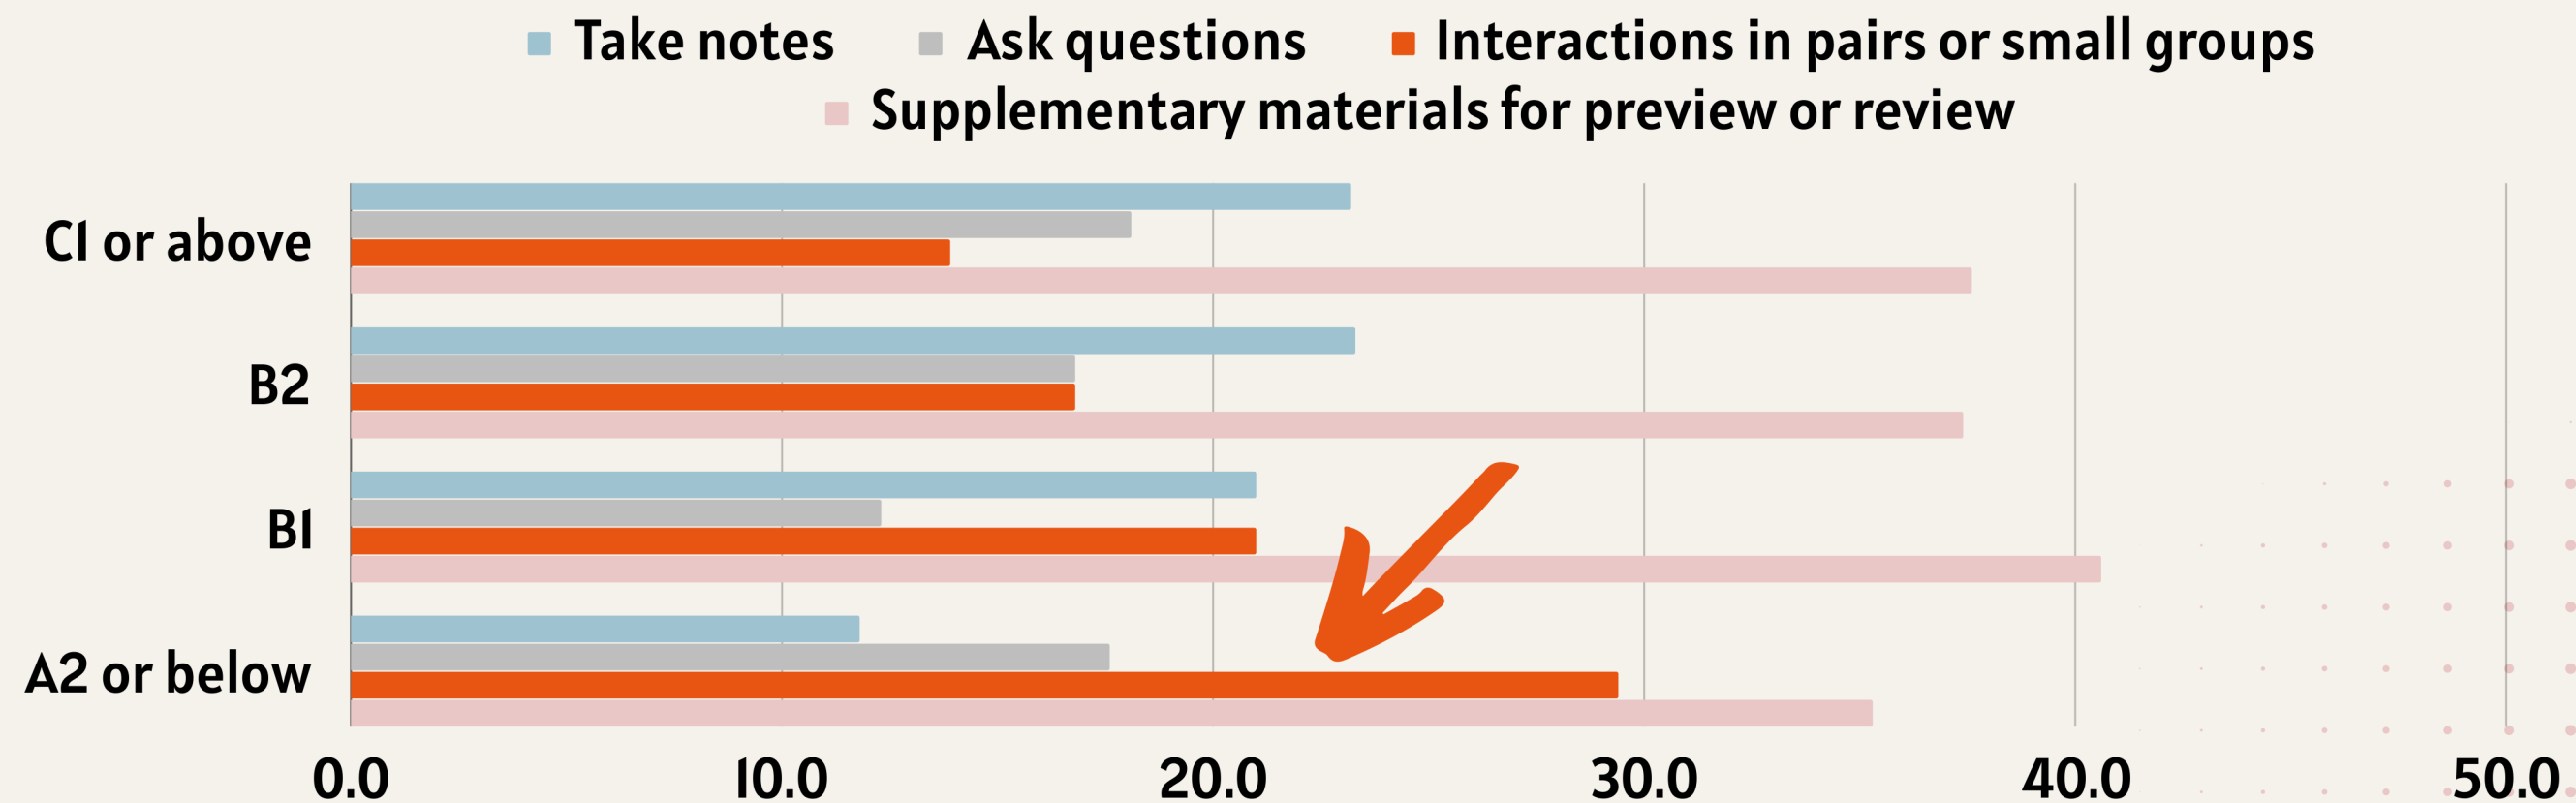 Take notes Ask questions Interactions in pairs or small groups
Supplementary materials for preview or review
C1 or above
B2
B1
A2 or below
0.0 10.0 20.0 30.0 40.0 50.0